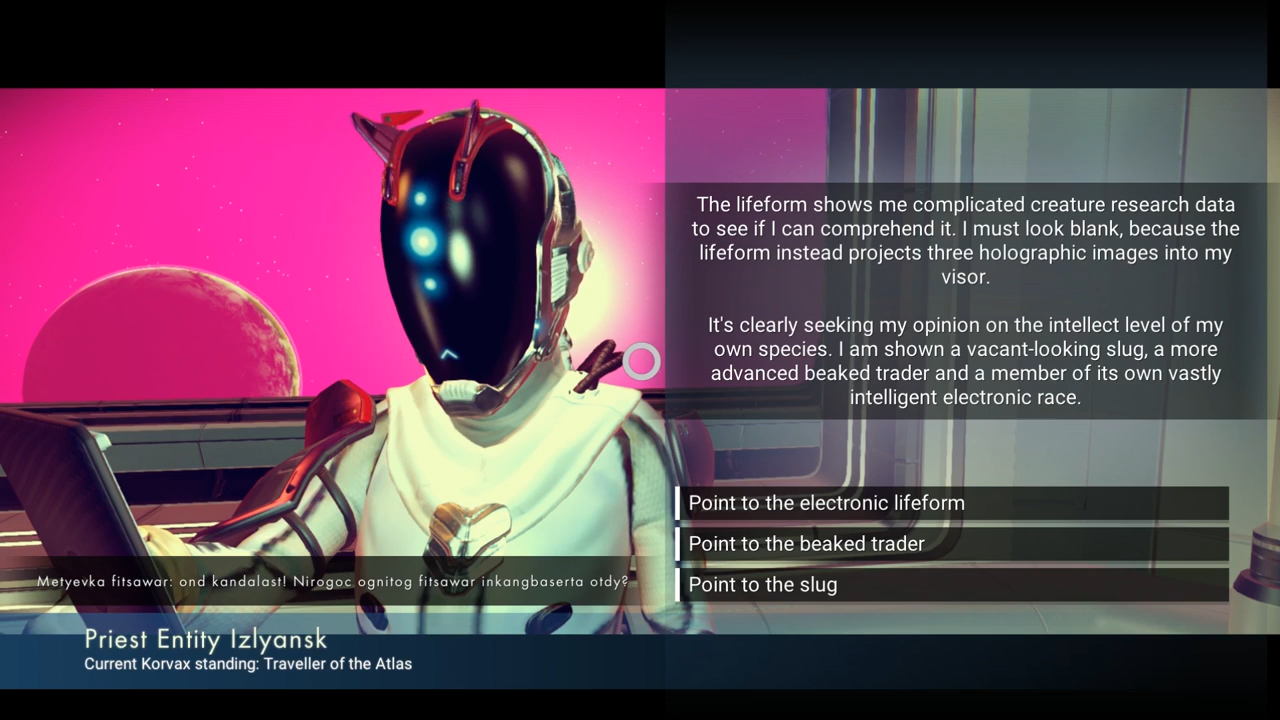 The lifeform shows me complicated creature research data
to see if I can comprehend it. I must look blank, because the
lifeform instead projects three holographic images into my
visor.
It's clearly seeking my opinion on the intellect level of my
own species. I am shown a vacant-looking slug, a more
advanced beaked trader and a member of its own vastly
intelligent electronic race.
Point to the electronic lifeform
Point to the beaked trader
Point to the slug
Metyevka fitsawar: ond kandalast! Nirogoc ognitog fitsawar inkangbaserta otdy?
Priest Entity Izlyansk
Current Korvax standing: Traveller of the Atlas